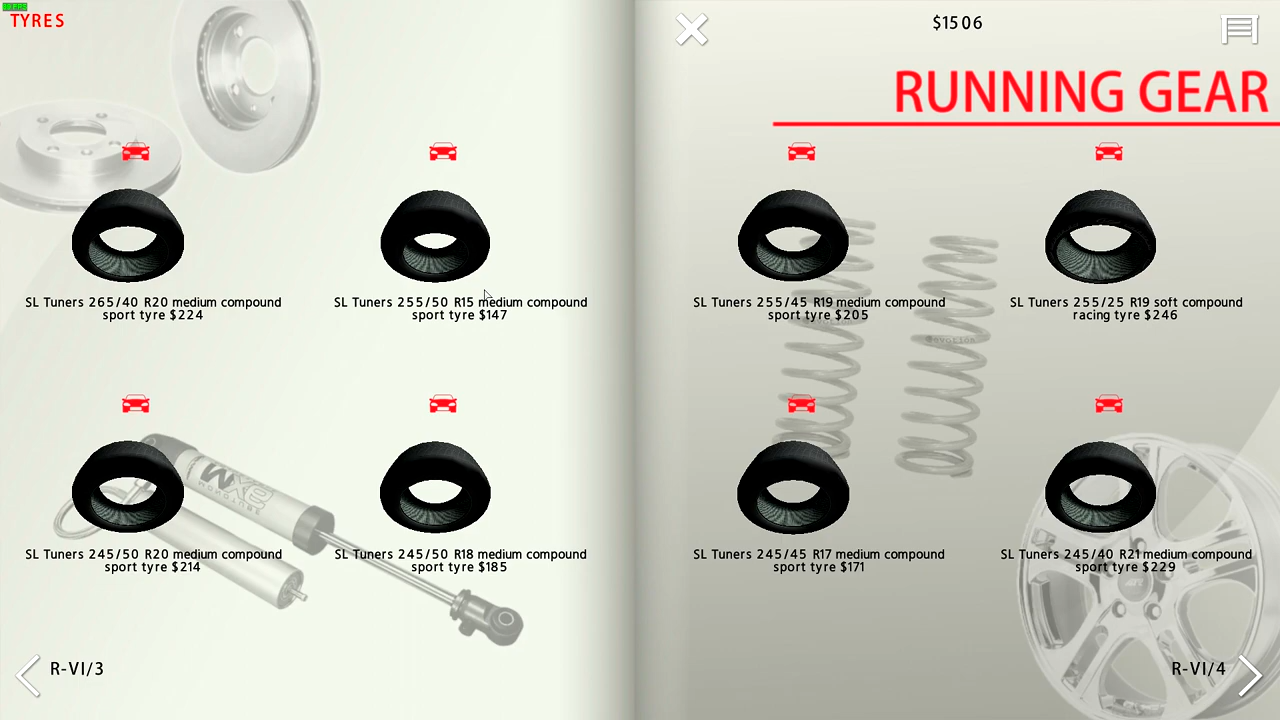 TYRES
$1506
RUNNING GEAR
SL Tuners 265/40 R20 medium compound
sport tyre $224
SL Tuners 255/50 R15 medium compound
sport tyre $147
SL Tuners 255/45 R19 medium compound
sport tyre $205
SL Tuners 255/25 R19 soft compound
racing tyre $246
SL Tuners 245/50 R20 medium compound
sport tyre $214
SL Tuners 245/50 R18 medium compound
sport tyre $185
SL Tuners 245/45 R17 medium compound
sport tyre $171
SL Tuners 245/40 R21 medium compound
sport tyre $229
R-VI/3
R-VI/4